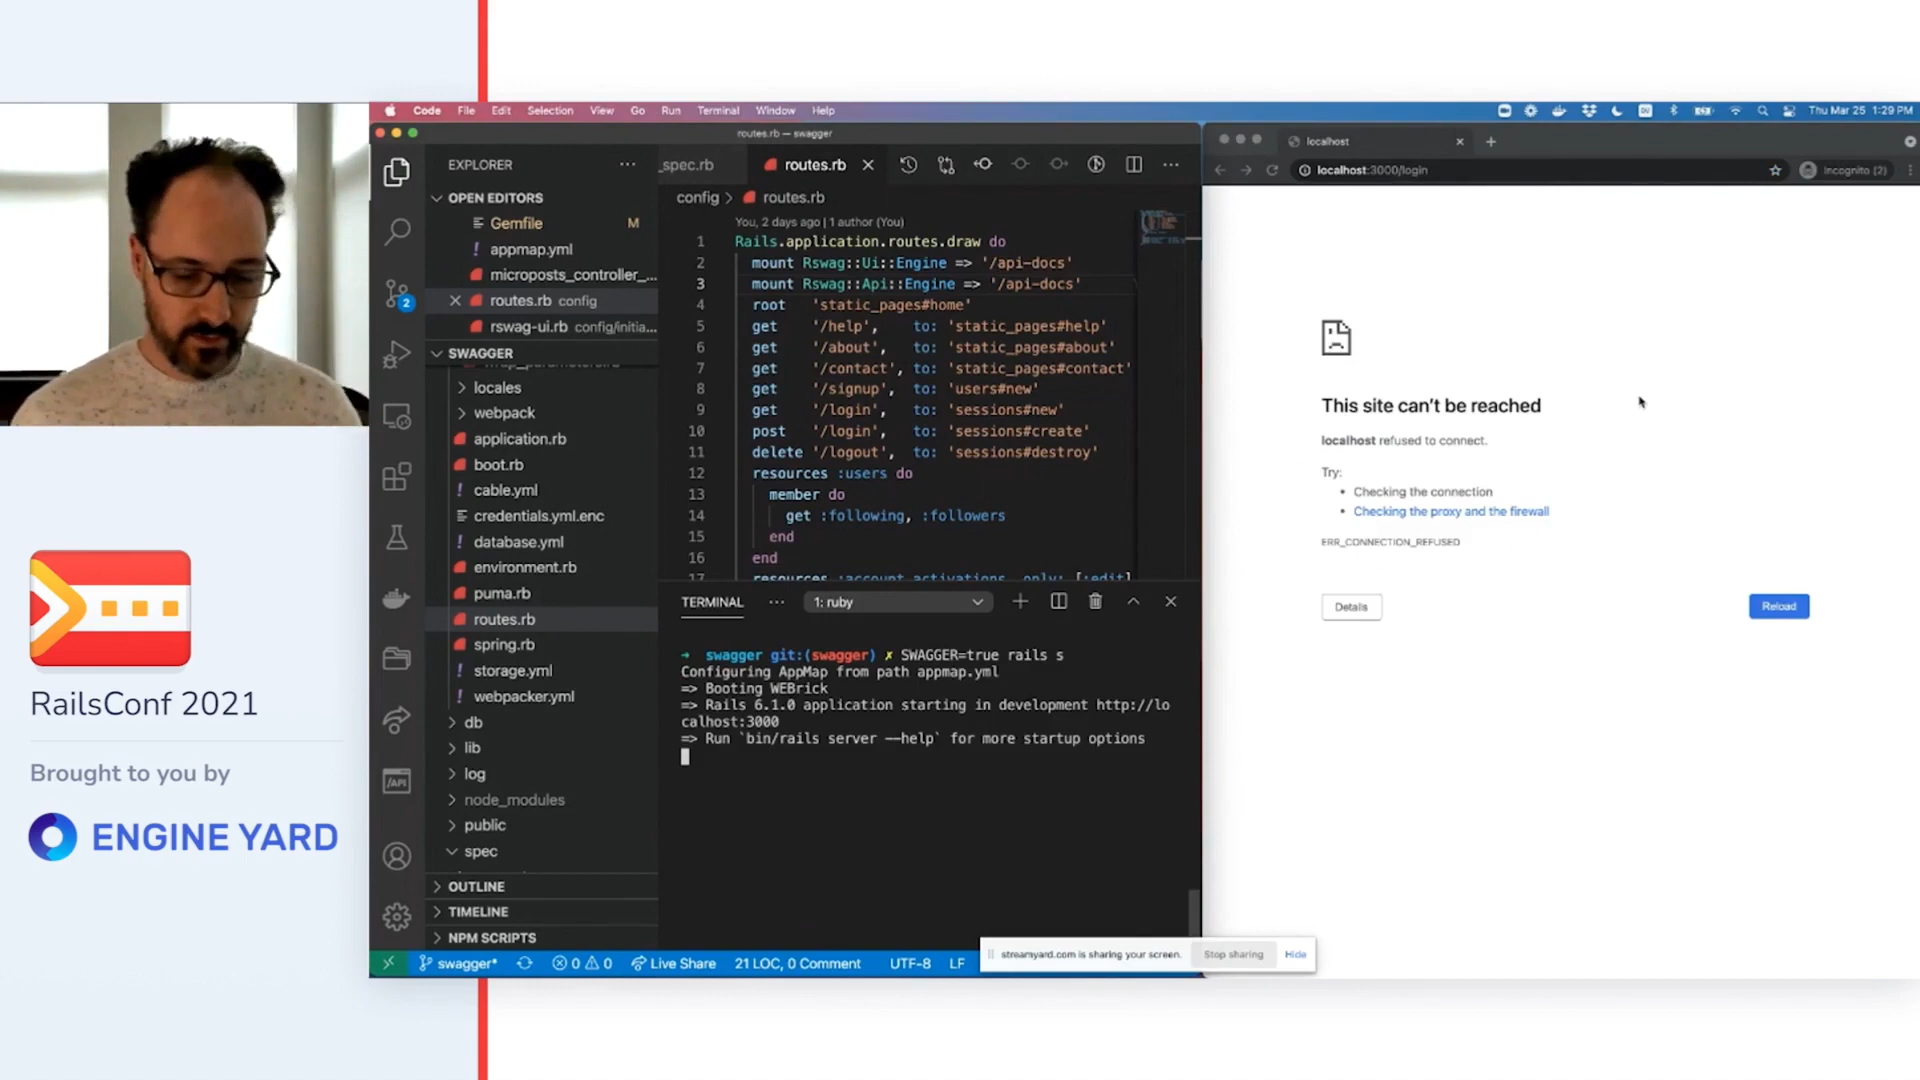 Code File Edit Selection View Go Run Terminal Window Help
Thu Mar 25 1:29 PM
routes.rb — swagger
EXPLORER
OPEN EDITORS
Gemfile M
appmap.yml
microposts_controller_...
routes.rb config
rswag-ui.rb config/initia...
SWAGGER
locales
webpack
application.rb
boot.rb
cable.yml
credentials.yml.enc
database.yml
environment.rb
puma.rb
routes.rb
spring.rb
storage.yml
webpacker.yml
db
lib
log
node_modules
public
spec
OUTLINE
TIMELINE
NPM SCRIPTS
2
/API
_spec.rb
routes.rb
config > routes.rb
You, 2 days ago | 1 author (You)
1 Rails.application.routes.draw do
2 mount Rswag::Ui::Engine => '/api-docs'
3 mount Rswag::Api::Engine => '/api-docs'
4 root 'static_pages#home'
5 get '/help', to: 'static_pages#help'
6 get '/about', to: 'static_pages#about'
7 get '/contact', to: 'static_pages#contact'
8 get '/signup', to: 'users#new'
9 get '/login', to: 'sessions#new'
10 post '/login', to: 'sessions#create'
11 delete '/logout', to: 'sessions#destroy'
12 resources :users do
13 member do
14 get :following, :followers
15 end
16 end
17 resources :account_activations, only: [:edit]
TERMINAL
1: ruby
→ swagger git:(swagger) ✗ SWAGGER=true rails s
Configuring AppMap from path appmap.yml
=> Booting WEBrick
=> Rails 6.1.0 application starting in development http://lo
calhost:3000
=> Run `bin/rails server --help` for more startup options
swagger* 0 0 Live Share 21 LOC, 0 Comment UTF-8 LF
streamyard.com is sharing your screen. Stop sharing Hide
localhost
localhost:3000/login
Incognito (2)
This site can't be reached
localhost refused to connect.
Try:
• Checking the connection
• Checking the proxy and the firewall
ERR_CONNECTION_REFUSED
Details
Reload
RailsConf 2021
Brought to you by
ENGINE YARD